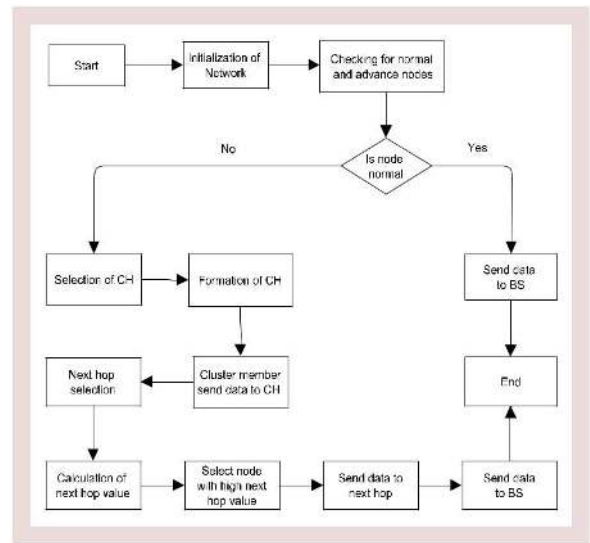 Start
Initialization of
Network
Checking for normal
and advance nodes
Is node
normal
No
Yes
Selection of CH
Formation of CH
Send data
to BS
Next hop
selection
Cluster member
send data to CH
End
Calculation of
next hop value
Select node
with high next
hop value
Send data to
next hop
Send data
to BS